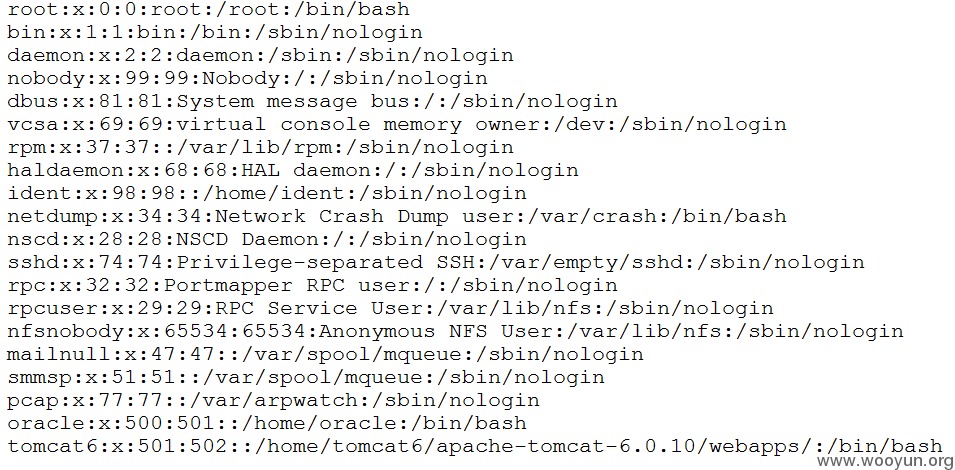 root:x:0:0:root:/root:/bin/bash
bin:x:1:1:bin:/bin:/sbin/nologin
daemon:x:2:2:daemon:/sbin:/sbin/nologin
nobody:x:99:99:Nobody:/:/sbin/nologin
dbus:x:81:81:System message bus:/:/sbin/nologin
vcsa:x:69:69:virtual console memory owner:/dev:/sbin/nologin
rpm:x:37:37::/var/lib/rpm:/sbin/nologin
haldaemon:x:68:68:HAL daemon:/:/sbin/nologin
ident:x:98:98::/home/ident:/sbin/nologin
netdump:x:34:34:Network Crash Dump user:/var/crash:/bin/bash
nscd:x:28:28:NSCD Daemon:/:/sbin/nologin
sshd:x:74:74:Privilege-separated SSH:/var/empty/sshd:/sbin/nologin
rpc:x:32:32:Portmapper RPC user:/:/sbin/nologin
rpcuser:x:29:29:RPC Service User:/var/lib/nfs:/sbin/nologin
nfsnobody:x:65534:65534:Anonymous NFS User:/var/lib/nfs:/sbin/nologin
mailnull:x:47:47::/var/spool/mqueue:/sbin/nologin
smmsp:x:51:51::/var/spool/mqueue:/sbin/nologin
pcap:x:77:77::/var/arpwatch:/sbin/nologin
oracle:x:500:501::/home/oracle:/bin/bash
tomcat6:x:501:502::/home/tomcat6/apache-tomcat-6.0.10/webapps/:/bin/bash
www.wooyun.org